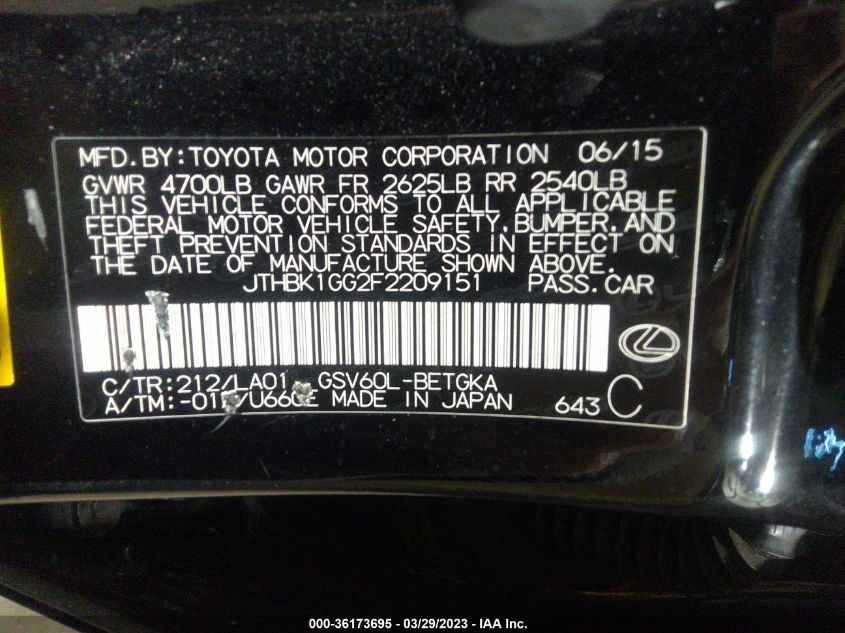 MFD.BY:TOYOTA MOTOR CORPORATION 06/15
GVWR 4700LB GAWR FR 2625LB RR 2540LB
THIS VEHICLE CONFORMS TO ALL APPLICABLE
FEDERAL MOTOR VEHICLE SAFETY,BUMPER,AND
THEFT PREVENTION STANDARDS IN EFFECT ON
THE DATE OF MANUFACTURE SHOWN ABOVE.
JTHBK1GG2F2209151 PASS.CAR
C/TR:212/LA01 GSV60L-BETGKA
A/TM: MADE IN JAPAN 643 C
000-36173695 - 03/29/2023 - IAA Inc.